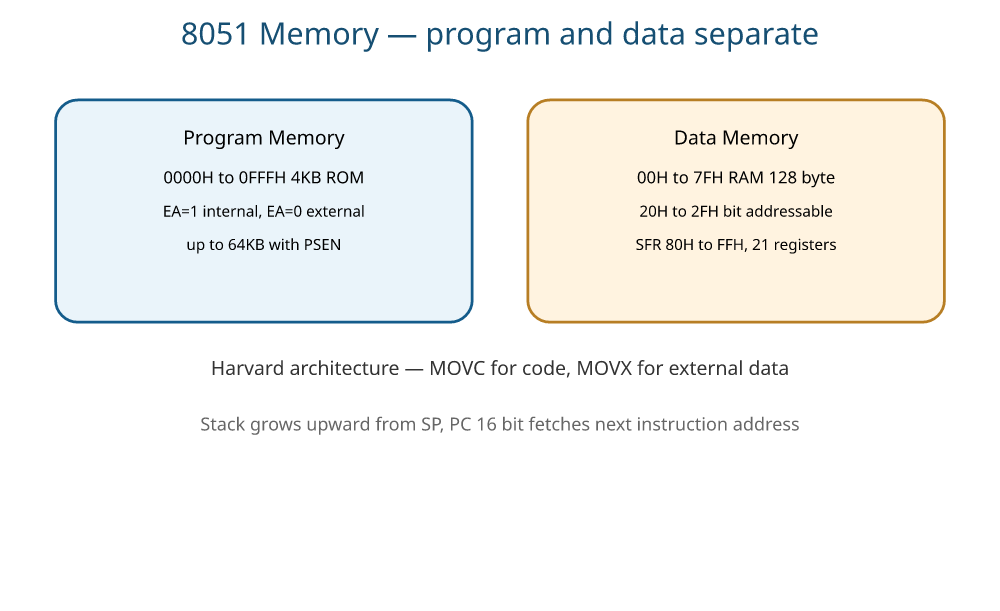 8051 Memory — program and data separate
Program Memory
0000H to 0FFFH 4KB ROM
EA=1 internal, EA=0 external
up to 64KB with PSEN
Data Memory
00H to 7FH RAM 128 byte
20H to 2FH bit addressable
SFR 80H to FFH, 21 registers
Harvard architecture — MOVC for code, MOVX for external data
Stack grows upward from SP, PC 16 bit fetches next instruction address